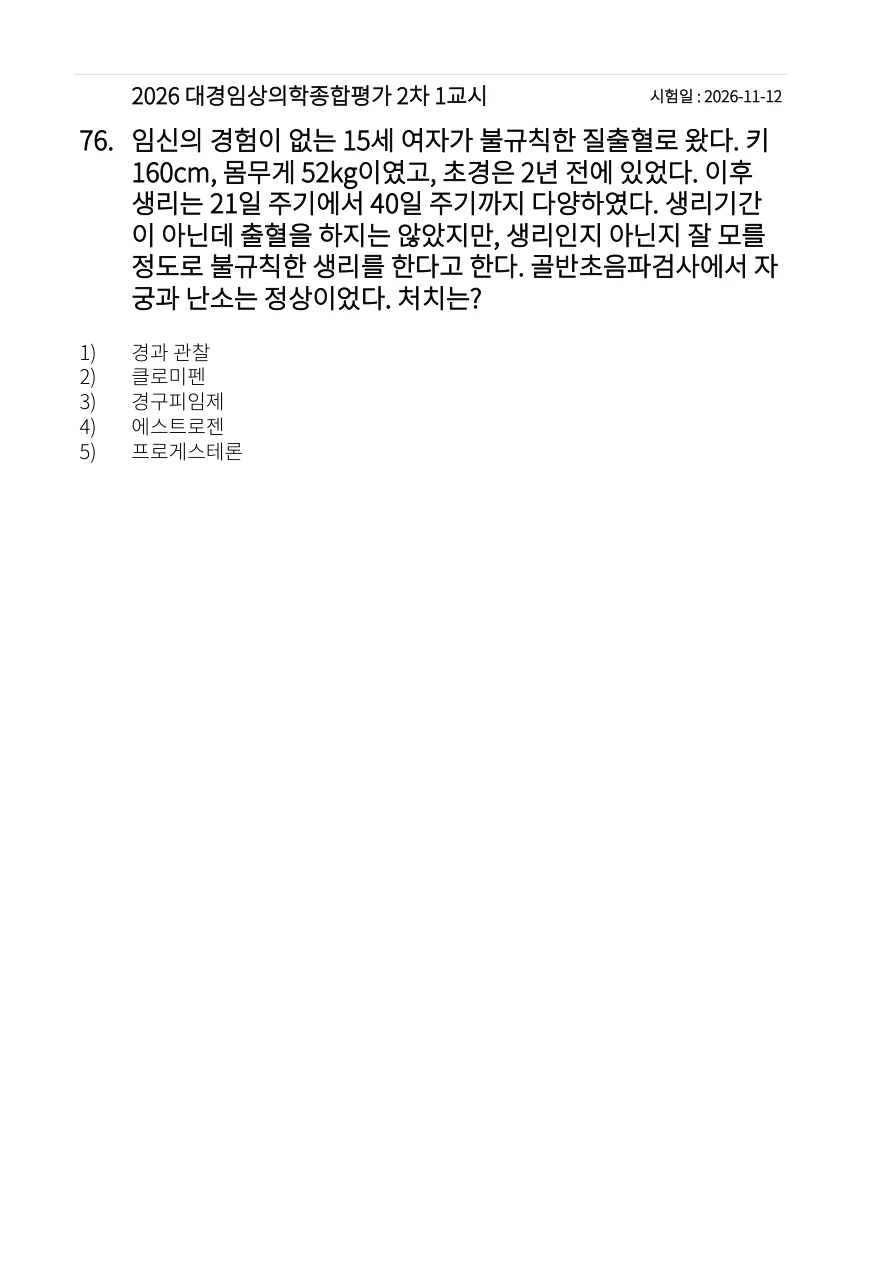 2026 대경임상의학종합평가 2차 1교시
시험일 : 2026-11-12
76. 임신의 경험이 없는 15세 여자가 불규칙한 질출혈로 왔다. 키
160cm, 몸무게 52kg이였고, 초경은 2년 전에 있었다. 이후
생리는 21일 주기에서 40일 주기까지 다양하였다. 생리기간
이 아닌데 출혈을 하지는 않았지만, 생리인지 아닌지 잘 모를
정도로 불규칙한 생리를 한다고 한다. 골반초음파검사에서 자
궁과 난소는 정상이었다. 처치는?
1) 경과 관찰
2) 클로미펜
3) 경구피임제
4) 에스트로젠
5) 프로게스테론